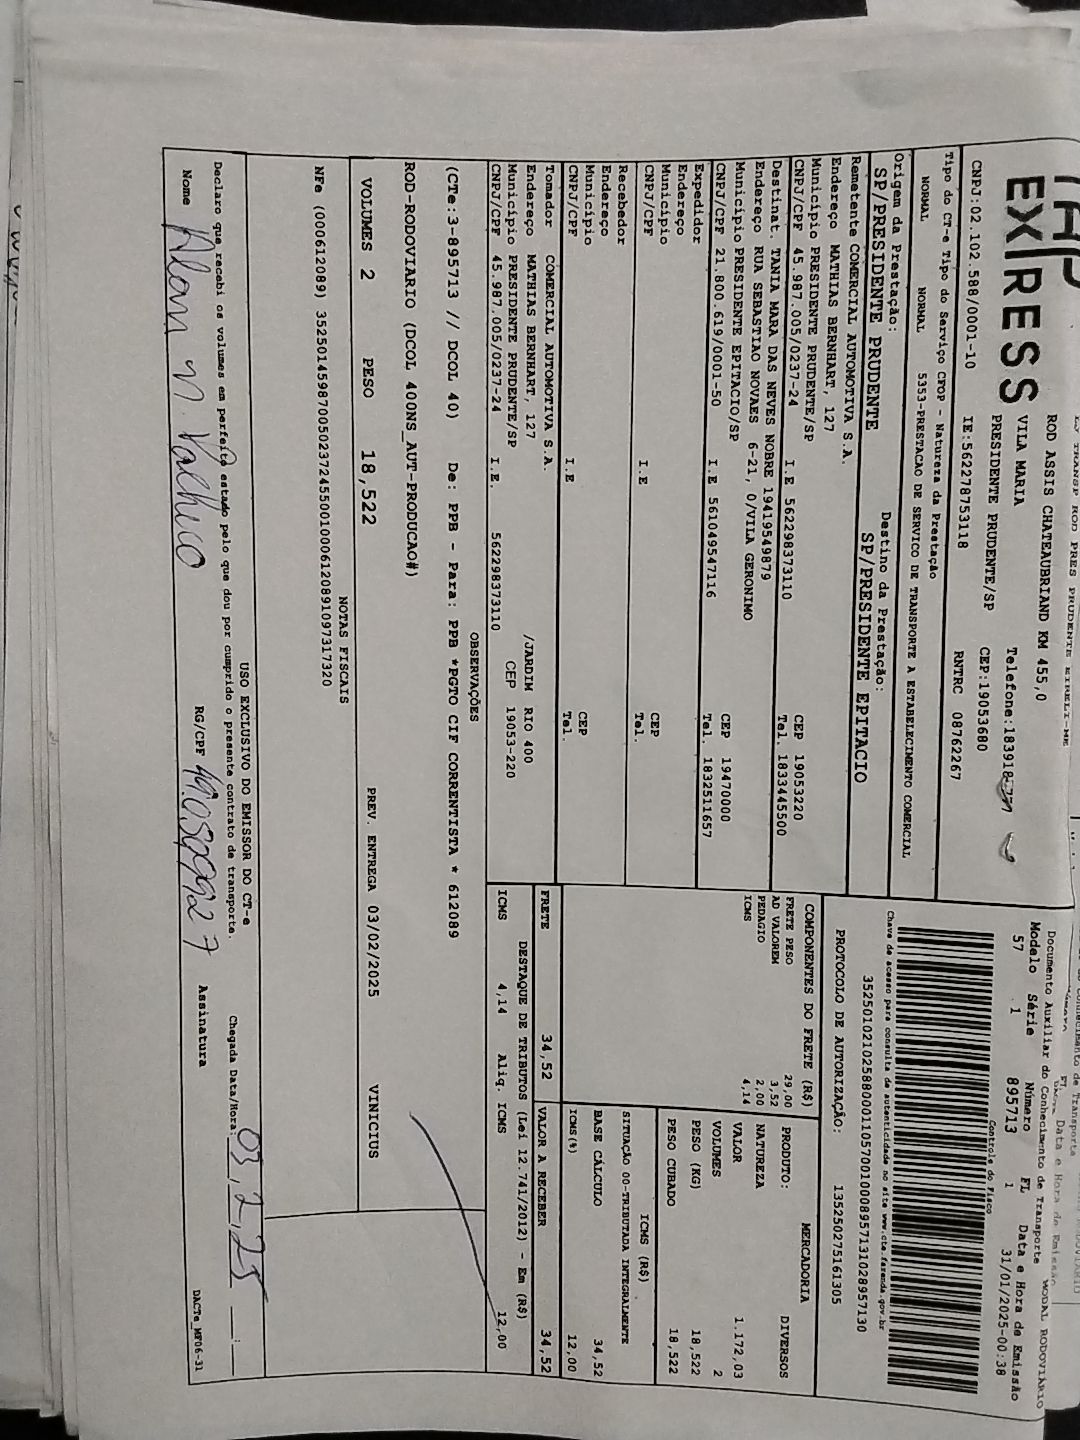 EXPRESS
ROD ASSIS CHATEAUBRIAND KM 455,0
VILA MARIA
PRESIDENTE PRUDENTE/SP CEP:19053680
Telefone:183918
CNPJ:02.102.588/0001-10 IE:562278753118 RNTRC 08762267
Documento Auxiliar do Conhecimento de Transporte MODAL RODOVIÁRIO
Modelo Série Número FL Data e Hora de Emissão
57 1 895713 1 31/01/2025-00:38
Controle do Fisco
Tipo do CT-e Tipo do Serviço CFOP - Natureza da Prestação
NORMAL NORMAL 5353-PRESTACAO DE SERVICO DE TRANSPORTE A ESTABELECIMENTO COMERCIAL
Chave de acesso para consulta de autenticidade no site www.cte.fazenda.gov.br
35250102102588000110570010008957131028957130
Origem da Prestação: Destino da Prestação:
SP/PRESIDENTE PRUDENTE SP/PRESIDENTE EPITACIO
PROTOCOLO DE AUTORIZAÇÃO: 135250275161305
Remetente COMERCIAL AUTOMOTIVA S.A.
Endereço MATHIAS BERNHART, 127
Município PRESIDENTE PRUDENTE/SP CEP 19053220
CNPJ/CPF 45.987.005/0237-24 I.E 562298373110 Tel. 1833445500
Destinat. TANIA MARA DAS NEVES NOBRE 19419549879
Endereço RUA SEBASTIAO NOVAES 6-21, 0/VILA GERONIMO
Município PRESIDENTE EPITACIO/SP CEP 19470000
CNPJ/CPF 21.800.619/0001-50 I.E 561049547116 Tel. 1832511657
Expedidor
Endereço
Município CEP
CNPJ/CPF I.E Tel.
Recebedor
Endereço
Município CEP
CNPJ/CPF I.E Tel.
Tomador COMERCIAL AUTOMOTIVA S.A.
Endereço MATHIAS BERNHART, 127 /JARDIM RIO 400
Município PRESIDENTE PRUDENTE/SP CEP 19053-220
CNPJ/CPF 45.987.005/0237-24 I.E. 562298373110
COMPONENTES DO FRETE (R$)
FRETE PESO 29,00
AD VALOREM 3,52
PEDAGIO 2,00
ICMS 4,14
MERCADORIA
PRODUTO: DIVERSOS
NATUREZA
VALOR 1.172,03
VOLUMES 2
PESO (KG) 18,522
PESO CUBADO 18,522
ICMS (R$)
SITUAÇÃO 00-TRIBUTADA INTEGRALMENTE
BASE CÁLCULO 34,52
ICMS(%) 12,00
FRETE 34,52 VALOR A RECEBER 34,52
DESTAQUE DE TRIBUTOS (Lei 12.741/2012) - Em (R$)
ICMS 4,14 Aliq. ICMS 12,00
OBSERVAÇÕES
(CTe:3-895713 // DCOL 40) De: PPB - Para: PPB *PGTO CIF CORRENTISTA * 612089
ROD-RODOVIARIO (DCOL 400NS_AUT-PRODUCAO#)
VOLUMES 2 PESO 18,522 PREV. ENTREGA 03/02/2025 VINICIUS
NOTAS FISCAIS
NFe (000612089) 35250145987005023724550010006120891097317320
USO EXCLUSIVO DO EMISSOR DO CT-e
Declaro que recebi os volumes em perfeito estado pelo que dou por cumprido o presente contrato de transporte.
Chegada Data/Hora: 03/2/25 __:__
Nome RG/CPF Assinatura
DACTe_MF06-31